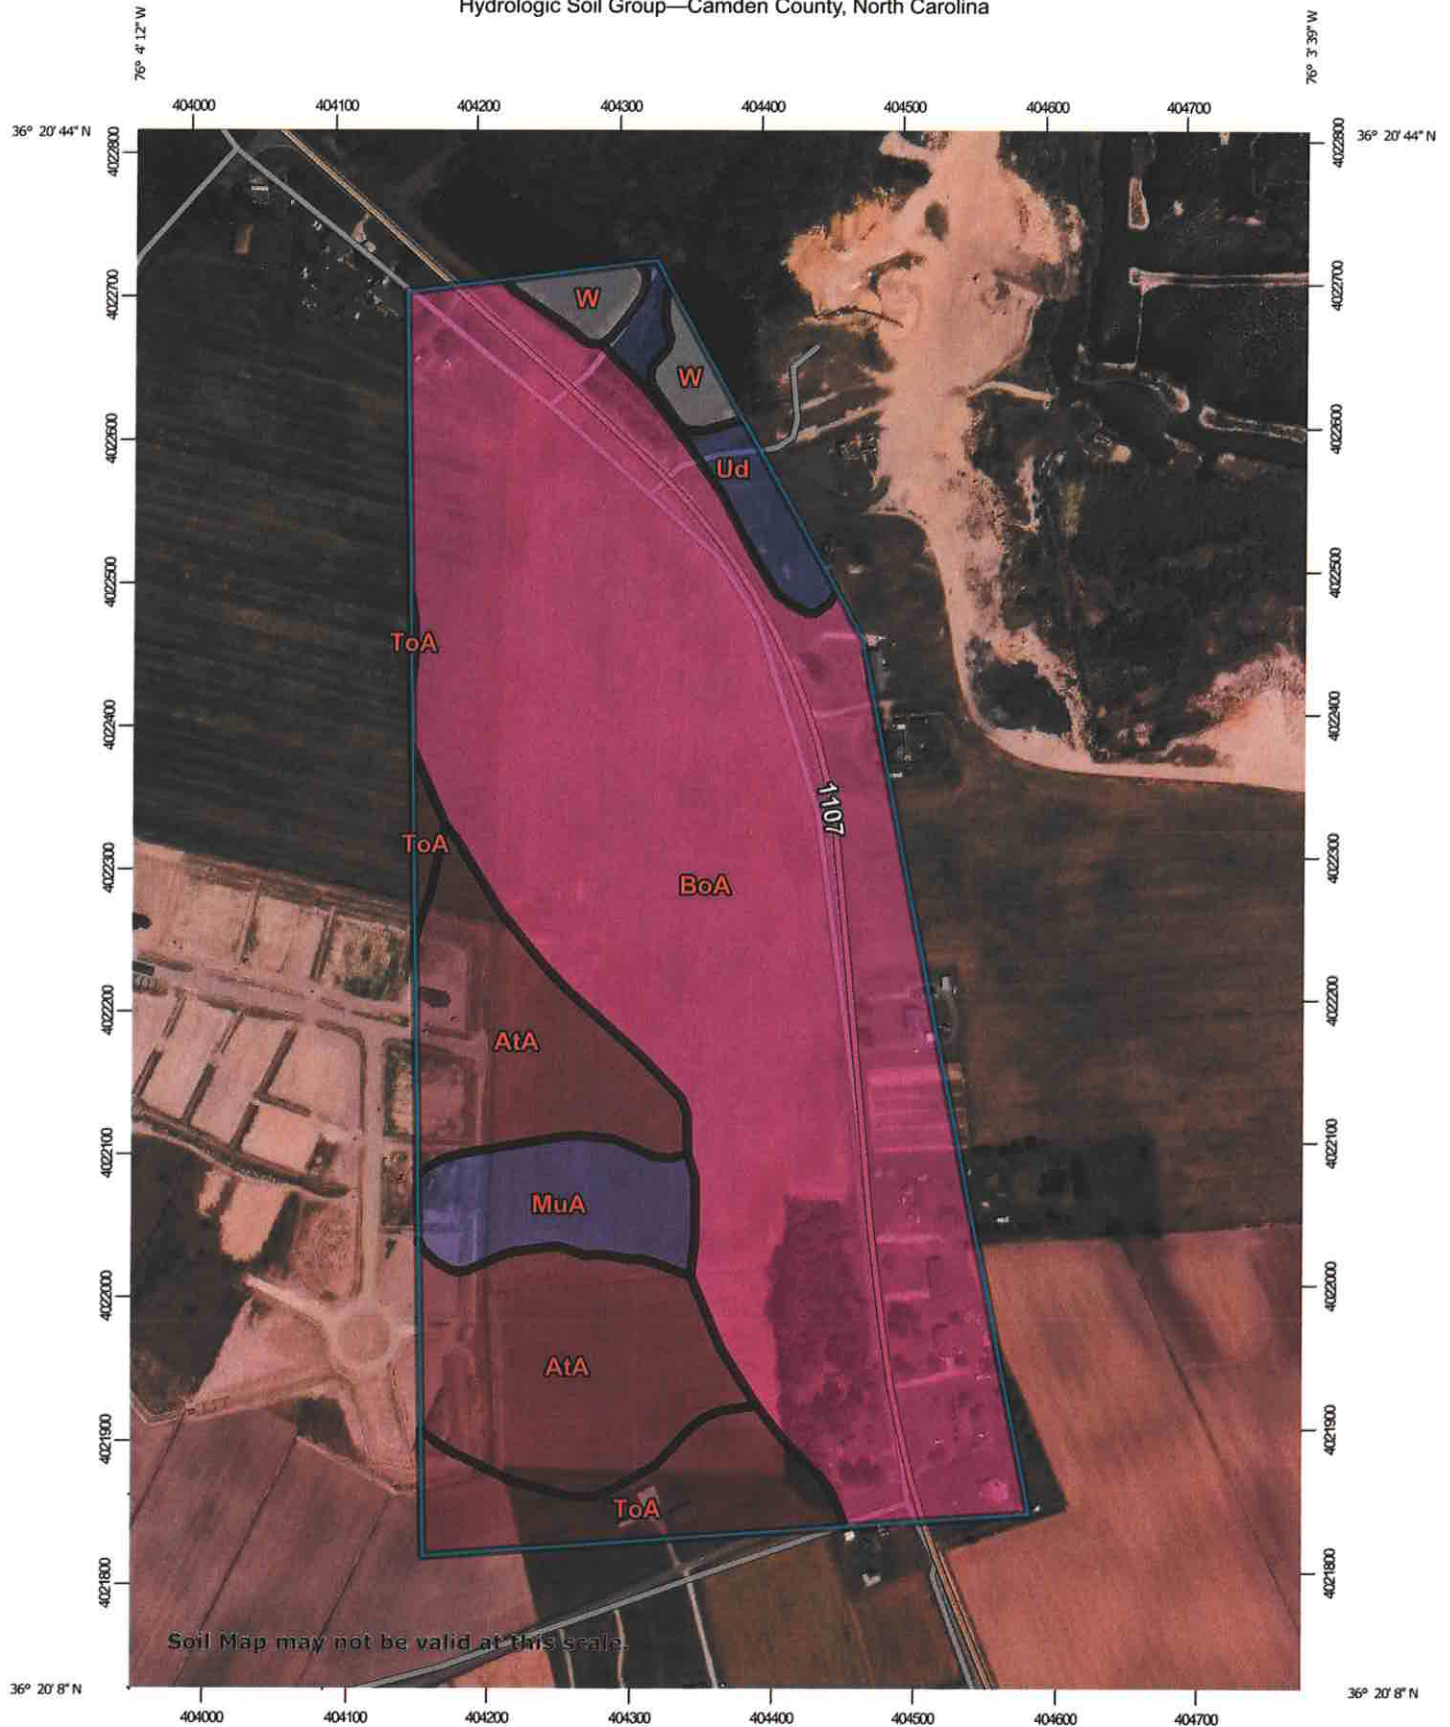 Hydrologic Soil Group—Camden County, North Carolina
76° 4' 12" W
76° 3' 39" W
404000 404100 404200 404300 404400 404500 404600 404700
36° 20' 44" N
36° 20' 44" N
4022800
4022800
4022700
4022700
W
W
4022600
4022600
Ud
4022500
4022500
ToA
4022400
4022400
1107
ToA
4022300
4022300
BoA
4022200
4022200
AtA
4022100
4022100
MuA
4022000
4022000
AtA
4021900
4021900
ToA
4021800
4021800
Soil Map may not be valid at this scale.
36° 20' 8" N
36° 20' 8" N
404000 404100 404200 404300 404400 404500 404600 404700